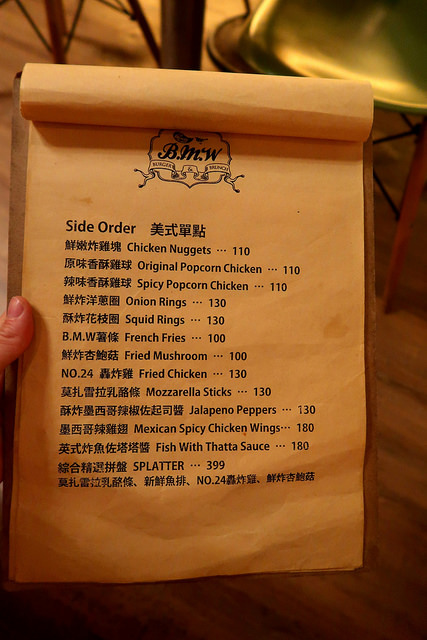 B.M.W
BURGER & BRUNCH
Side Order 美式單點
鮮嫩炸雞塊 Chicken Nuggets ··· 110
原味香酥雞球 Original Popcorn Chicken ··· 110
辣味香酥雞球 Spicy Popcorn Chicken ··· 110
鮮炸洋蔥圈 Onion Rings ··· 130
酥炸花枝圈 Squid Rings ··· 130
B.M.W薯條 French Fries ··· 100
鮮炸杏鮑菇 Fried Mushroom ··· 100
NO.24 轟炸雞 Fried Chicken ··· 130
莫扎雷拉乳酪條 Mozzarella Sticks ··· 130
酥炸墨西哥辣椒佐起司醬 Jalapeno Peppers ··· 130
墨西哥辣雞翅 Mexican Spicy Chicken Wings··· 180
英式炸魚佐塔塔醬 Fish With Thatta Sauce ··· 180
綜合精選拼盤 SPLATTER ··· 399
莫扎雷拉乳酪條、新鮮魚排、NO.24轟炸雞、鮮炸杏鮑菇